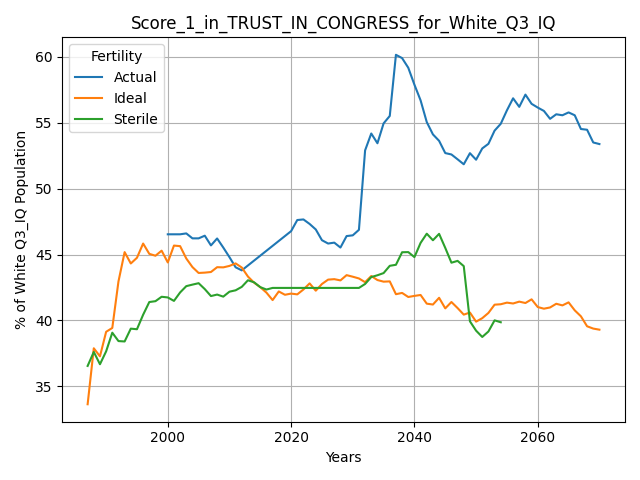 Score_1_in_TRUST_IN_CONGRESS_for_White_Q3_IQ
Fertility
Actual
Ideal
Sterile
% of White Q3_IQ Population
60
55
50
45
40
35
2000
2020
2040
2060
Years